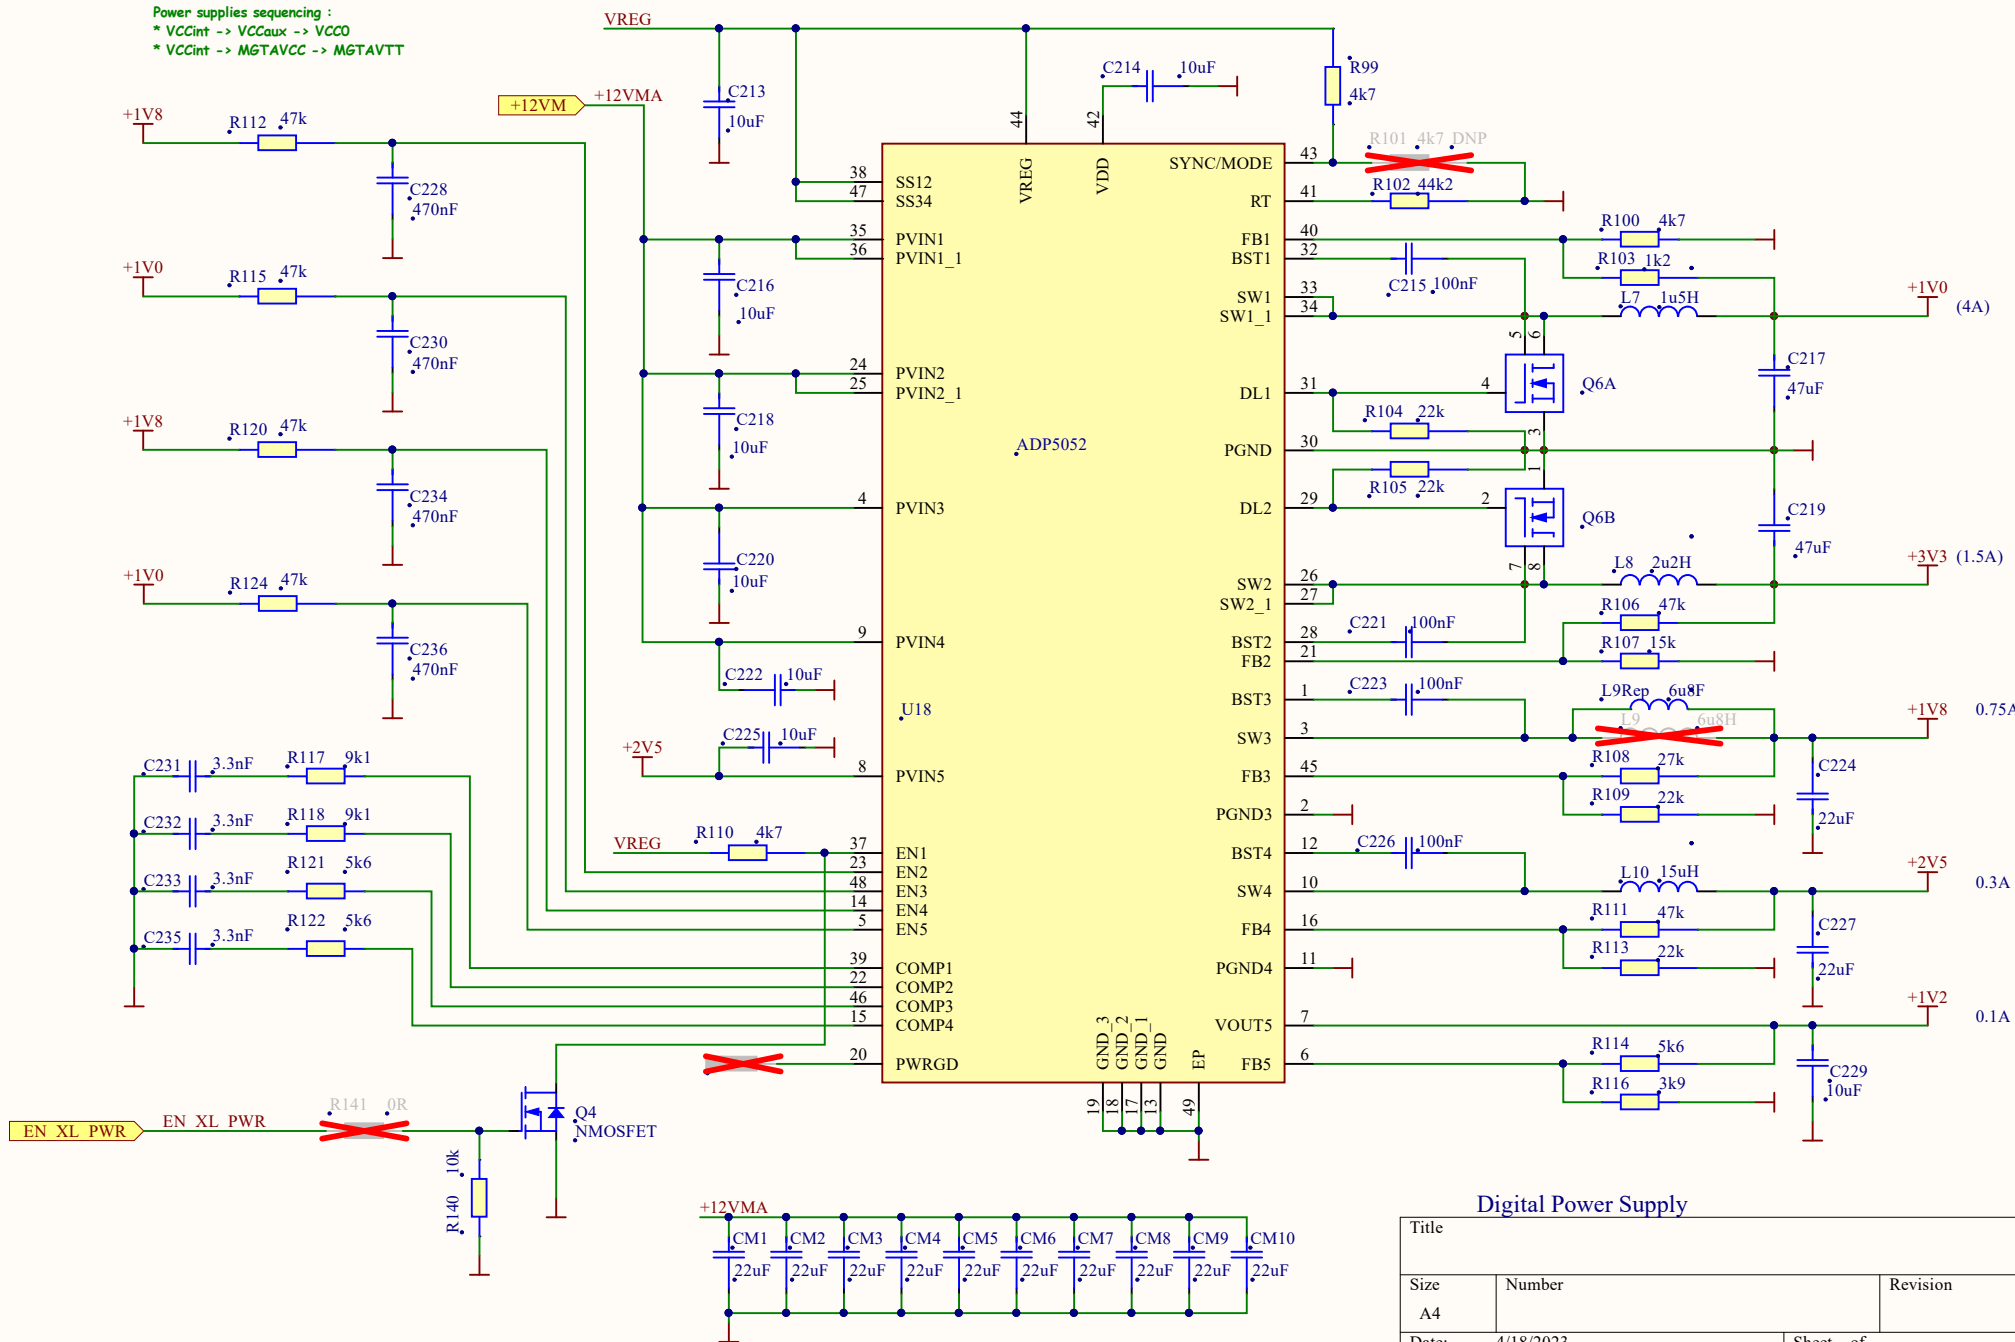 Power supplies sequencing :
* VCCint -> VCCaux -> VCCO
* VCCint -> MGTAVCC -> MGTAVTT
VREG
+12VM
+12VMA
C213
10uF
C214
10uF
44
42
R99
4k7
R101 4k7 DNP
R102 44k2
+1V8
R112
47k
C228
470nF
+1V0
R115
47k
C230
470nF
+1V8
R120
47k
C234
470nF
+1V0
R124
47k
C236
470nF
C216
10uF
C218
10uF
C220
10uF
C222
10uF
C225
10uF
+2V5
VREG
R110
4k7
C231
3.3nF
R117
9k1
C232
3.3nF
R118
9k1
C233
3.3nF
R121
5k6
C235
3.3nF
R122
5k6
VREG
VDD
ADP5052
U18
38 SS12
47 SS34
35 PVIN1
36 PVIN1_1
24 PVIN2
25 PVIN2_1
4 PVIN3
9 PVIN4
8 PVIN5
37 EN1
23 EN2
48 EN3
14 EN4
5 EN5
39 COMP1
22 COMP2
46 COMP3
15 COMP4
20 PWRGD
SYNC/MODE 43
RT 41
FB1 40
BST1 32
SW1 33
SW1_1 34
DL1 31
PGND 30
DL2 29
SW2 26
SW2_1 27
BST2 28
FB2 21
BST3 1
SW3 3
FB3 45
PGND3 2
BST4 12
SW4 10
FB4 16
PGND4 11
VOUT5 7
FB5 6
GND_3
GND_2
GND_1
GND
EP
19
18
17
13
49
R100 4k7
R103 1k2
C215 100nF
L7 1u5H
+1V0
(4A)
5
6
4
Q6A
3
R104 22k
C217
47uF
R105 22k
1
2
Q6B
7
8
C219
47uF
L8 2u2H
+3V3
(1.5A)
R106 47k
C221 100nF
R107 15k
C223 100nF
L9Rep 6u8F
L9 6u8H
+1V8
0.75A
R108 27k
R109 22k
C224
22uF
C226 100nF
L10 15uH
+2V5
0.3A
R111 47k
R113 22k
C227
22uF
+1V2
0.1A
R114 5k6
R116 3k9
C229
10uF
EN_XL_PWR
EN_XL_PWR
R141 0R
Q4
NMOSFET
R140 10k
+12VMA
CM1 CM2 CM3 CM4 CM5 CM6 CM7 CM8 CM9 CM10
22uF 22uF 22uF 22uF 22uF 22uF 22uF 22uF 22uF 22uF
Digital Power Supply
Title
Size
Number
Revision
A4
Date: 4/18/2023 Sheet of